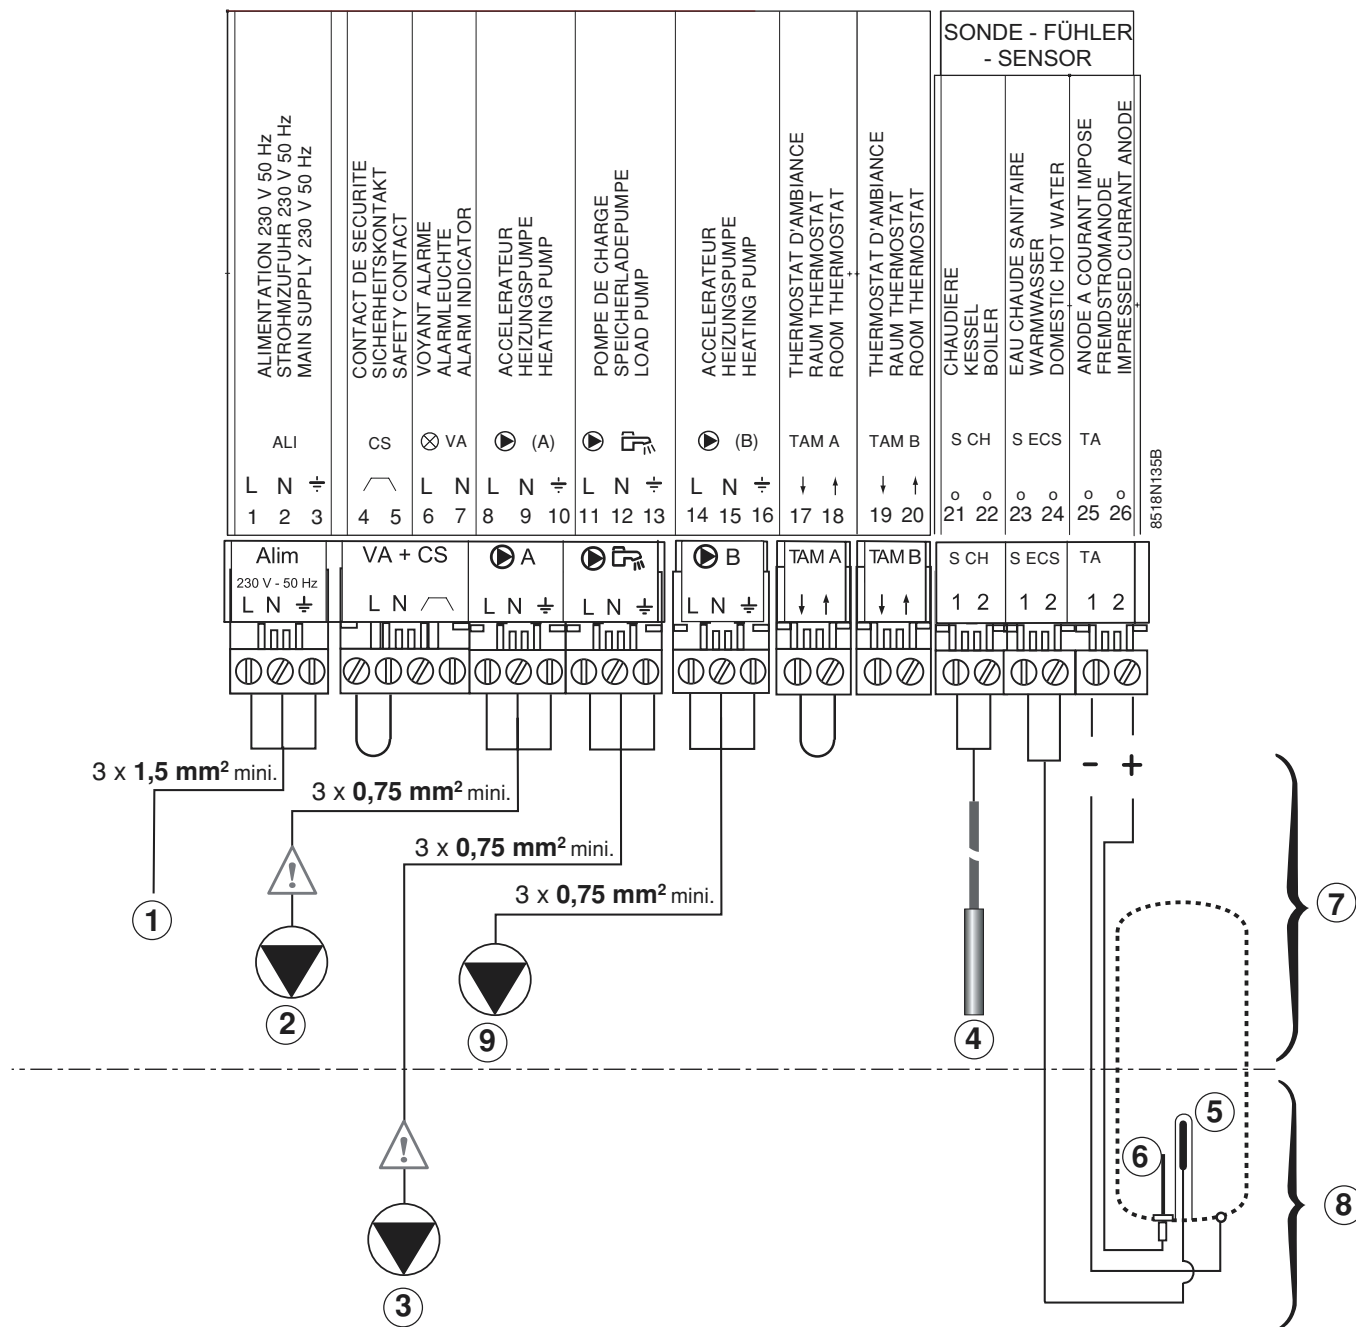 SONDE - FÜHLER
- SENSOR
ALIMENTATION 230 V 50 Hz
STROHMZUFUHR 230 V 50 Hz
MAIN SUPPLY 230 V 50 Hz
CONTACT DE SECURITE
SICHERHEITSKONTAKT
SAFETY CONTACT
VOYANT ALARME
ALARMLEUCHTE
ALARM INDICATOR
ACCELERATEUR
HEIZUNGSPUMPE
HEATING PUMP
POMPE DE CHARGE
SPEICHERLADEPUMPE
LOAD PUMP
ACCELERATEUR
HEIZUNGSPUMPE
HEATING PUMP
THERMOSTAT D'AMBIANCE
RAUM THERMOSTAT
ROOM THERMOSTAT
THERMOSTAT D'AMBIANCE
RAUM THERMOSTAT
ROOM THERMOSTAT
CHAUDIERE
KESSEL
BOILER
EAU CHAUDE SANITAIRE
WARMWASSER
DOMESTIC HOT WATER
ANODE A COURANT IMPOSE
FREMDSTROMANODE
IMPRESSED CURRANT ANODE
ALI CS VA (A) (B) TAM A TAM B S CH S ECS TA
L N L N L N L N L N
1 2 3 4 5 6 7 8 9 10 11 12 13 14 15 16 17 18 19 20 21 22 23 24 25 26
8518N135B
Alim VA + CS A B TAM A TAM B S CH S ECS TA
230 V - 50 Hz
L N L N L N L N L N 1 2 1 2 1 2
- +
3 x 1,5 mm² mini.
3 x 0,75 mm² mini.
3 x 0,75 mm² mini.
3 x 0,75 mm² mini.
1
2
9
4
7
5
6
8
3